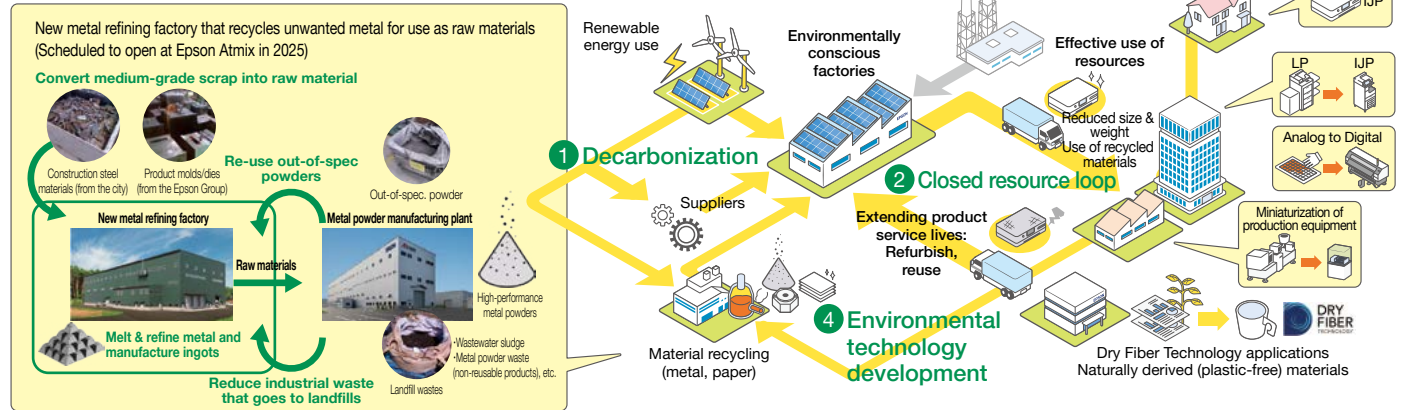 New metal refining factory that recycles unwanted metal for use as raw materials
(Scheduled to open at Epson Atmix in 2025)
Convert medium-grade scrap into raw material
Construction steel
materials (from the city)
Product molds/dies
(from the Epson Group)
Re-use out-of-spec
powders
Out-of-spec. powder
New metal refining factory
Metal powder manufacturing plant
Raw materials
High-performance
metal powders
Melt & refine metal and
manufacture ingots
Reduce industrial waste
that goes to landfills
Landfill wastes
•Wastewater sludge
•Metal powder waste
(non-reusable products), etc.
Renewable
energy use
Environmentally
conscious
factories
EPSON
1 Decarbonization
Suppliers
Material recycling
(metal, paper)
Effective use of
resources
Reduced size &
weight
Use of recycled
materials
2 Closed resource loop
Extending product
service lives:
Refurbish,
reuse
4 Environmental
technology
development
IJP
LP
IJP
Analog to Digital
Miniaturization of
production equipment
DRY
FIBER
TECHNOLOGY
Dry Fiber Technology applications
Naturally derived (plastic-free) materials